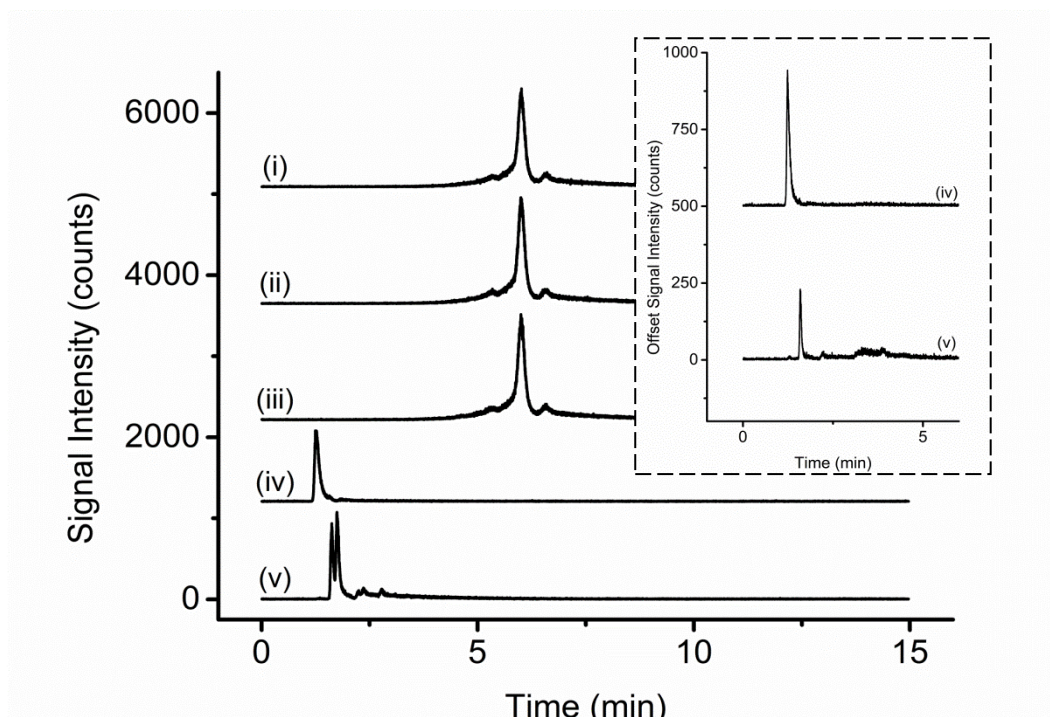 6000
4000
2000
0
Signal Intensity (counts)
(i)
(ii)
(iii)
(iv)
(v)
0
5
10
15
Time (min)
1000
750
500
250
0
Offset Signal Intensity (counts)
(iv)
(v)
0
5
Time (min)